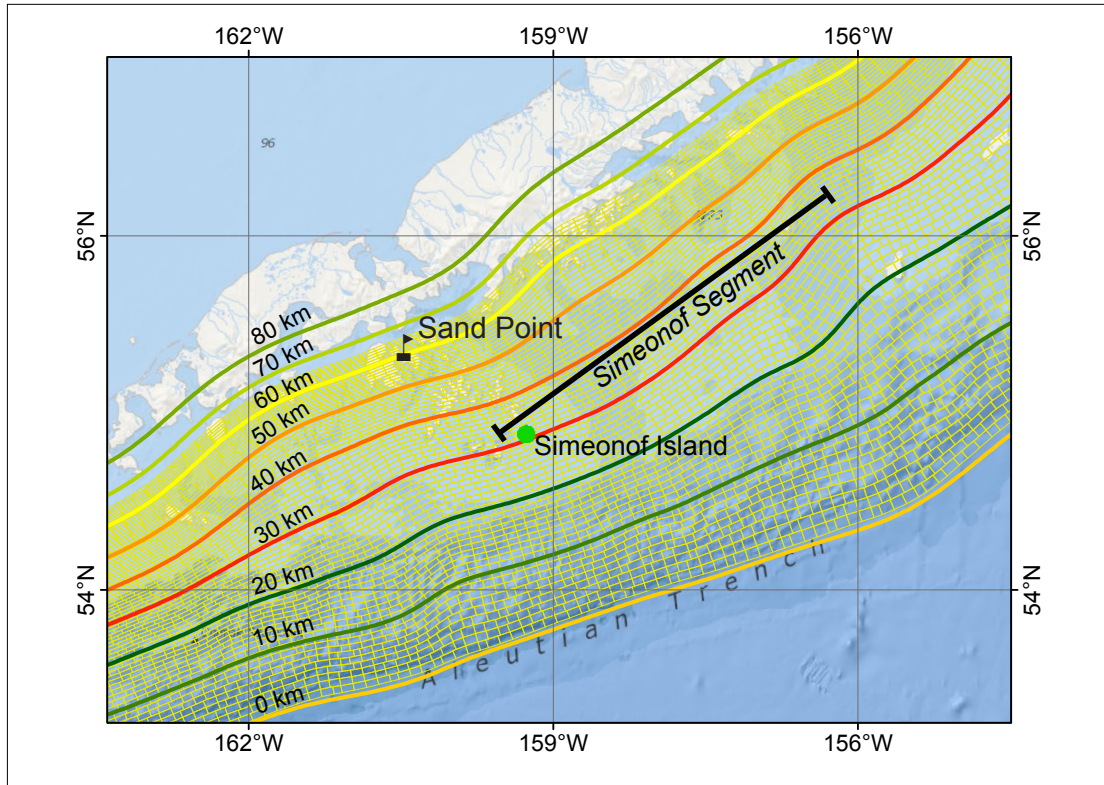 162°W 159°W 156°W
96
56°N 56°N
Simeonof Segment
80 km
Sand Point
70 km
60 km
50 km
Simeonof Island
40 km
30 km
20 km
54°N 54°N
10 km
Aleutian Trench
0 km
162°W 159°W 156°W